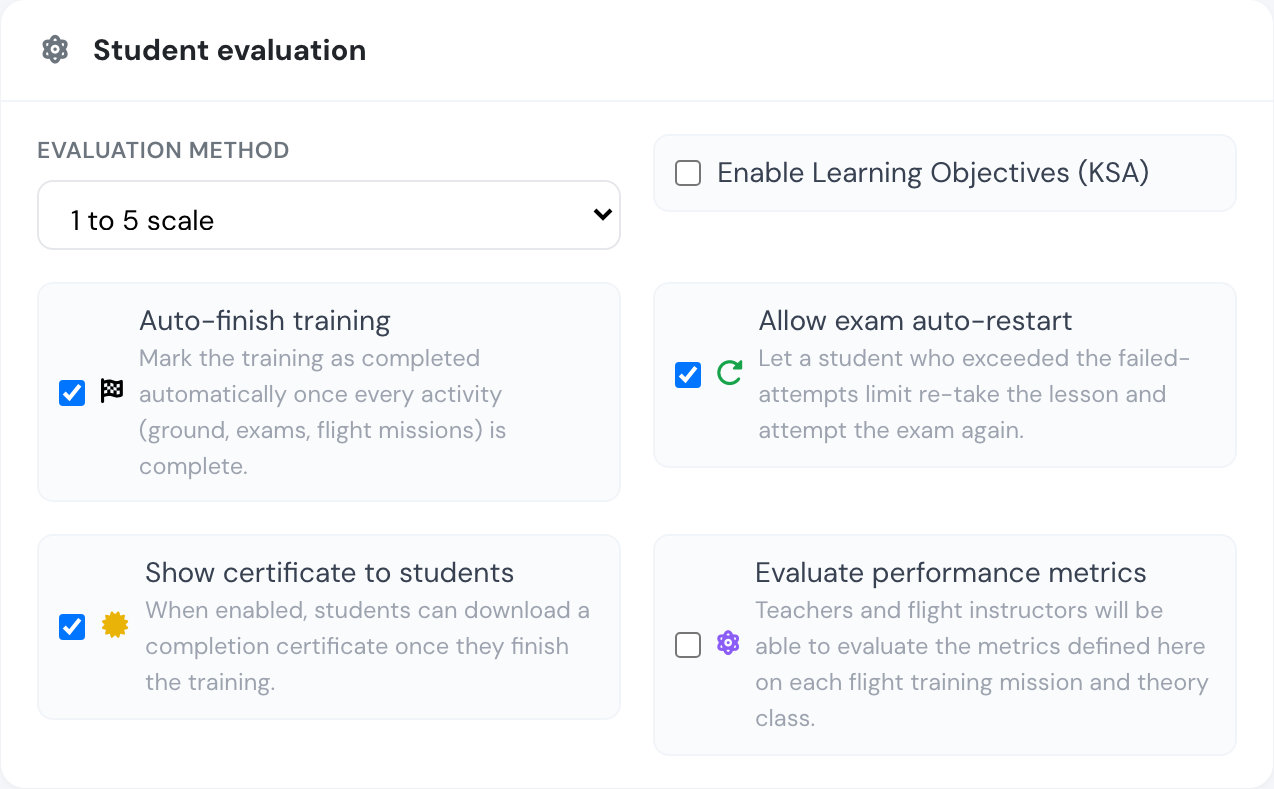 Student evaluation
EVALUATION METHOD
1 to 5 scale
Enable Learning Objectives (KSA)
Auto-finish training
Mark the training as completed
automatically once every activity
(ground, exams, flight missions) is
complete.
Allow exam auto-restart
Let a student who exceeded the failed-
attempts limit re-take the lesson and
attempt the exam again.
Show certificate to students
When enabled, students can download a
completion certificate once they finish
the training.
Evaluate performance metrics
Teachers and flight instructors will be
able to evaluate the metrics defined here
on each flight training mission and theory
class.